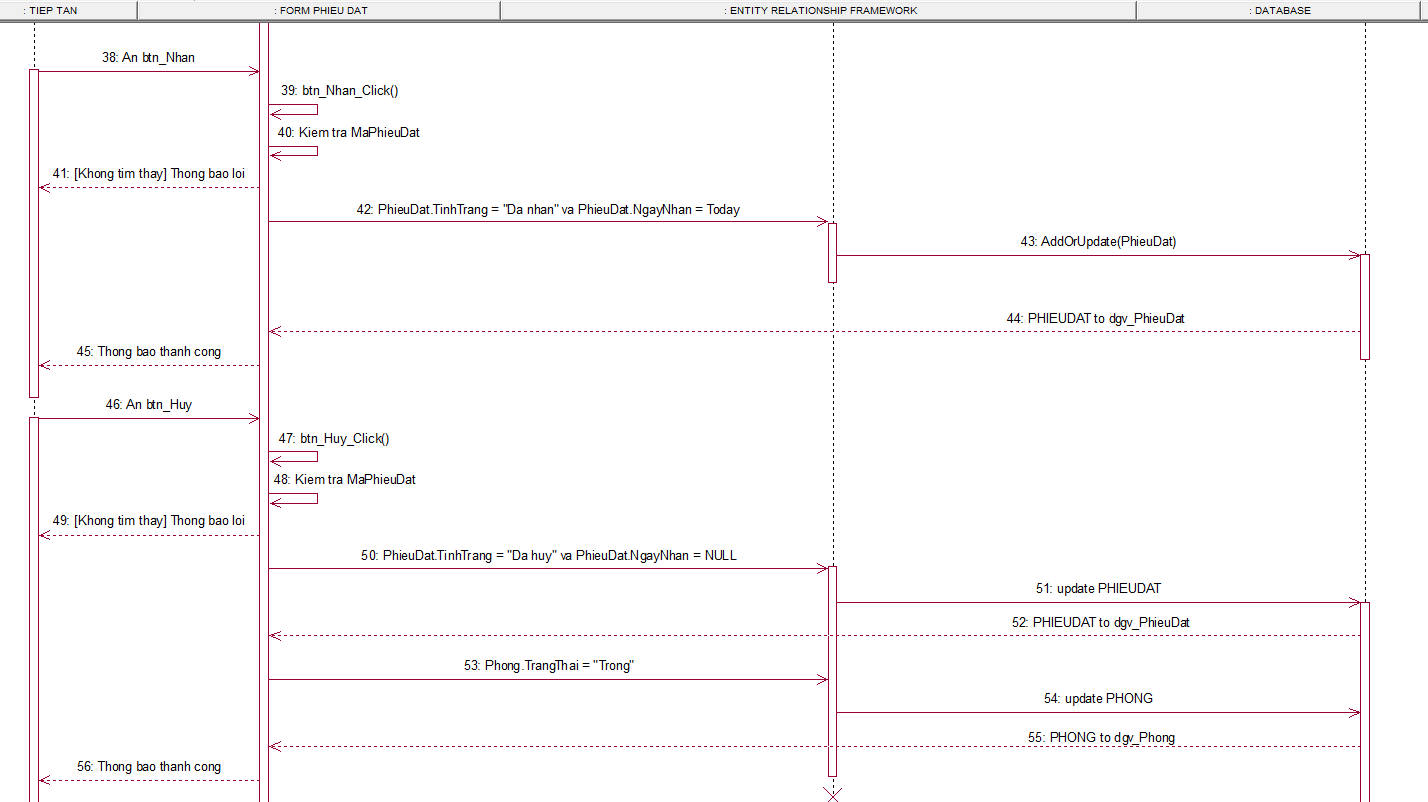 : TIEP TAN
: FORM PHIEU DAT
: ENTITY RELATIONSHIP FRAMEWORK
: DATABASE
38: An btn_Nhan
39: btn_Nhan_Click()
40: Kiem tra MaPhieuDat
41: [Khong tim thay] Thong bao loi
42: PhieuDat.TinhTrang = "Da nhan" va PhieuDat.NgayNhan = Today
43: AddOrUpdate(PhieuDat)
44: PHIEUDAT to dgv_PhieuDat
45: Thong bao thanh cong
46: An btn_Huy
47: btn_Huy_Click()
48: Kiem tra MaPhieuDat
49: [Khong tim thay] Thong bao loi
50: PhieuDat.TinhTrang = "Da huy" va PhieuDat.NgayNhan = NULL
51: update PHIEUDAT
52: PHIEUDAT to dgv_PhieuDat
53: Phong.TrangThai = "Trong"
54: update PHONG
55: PHONG to dgv_Phong
56: Thong bao thanh cong